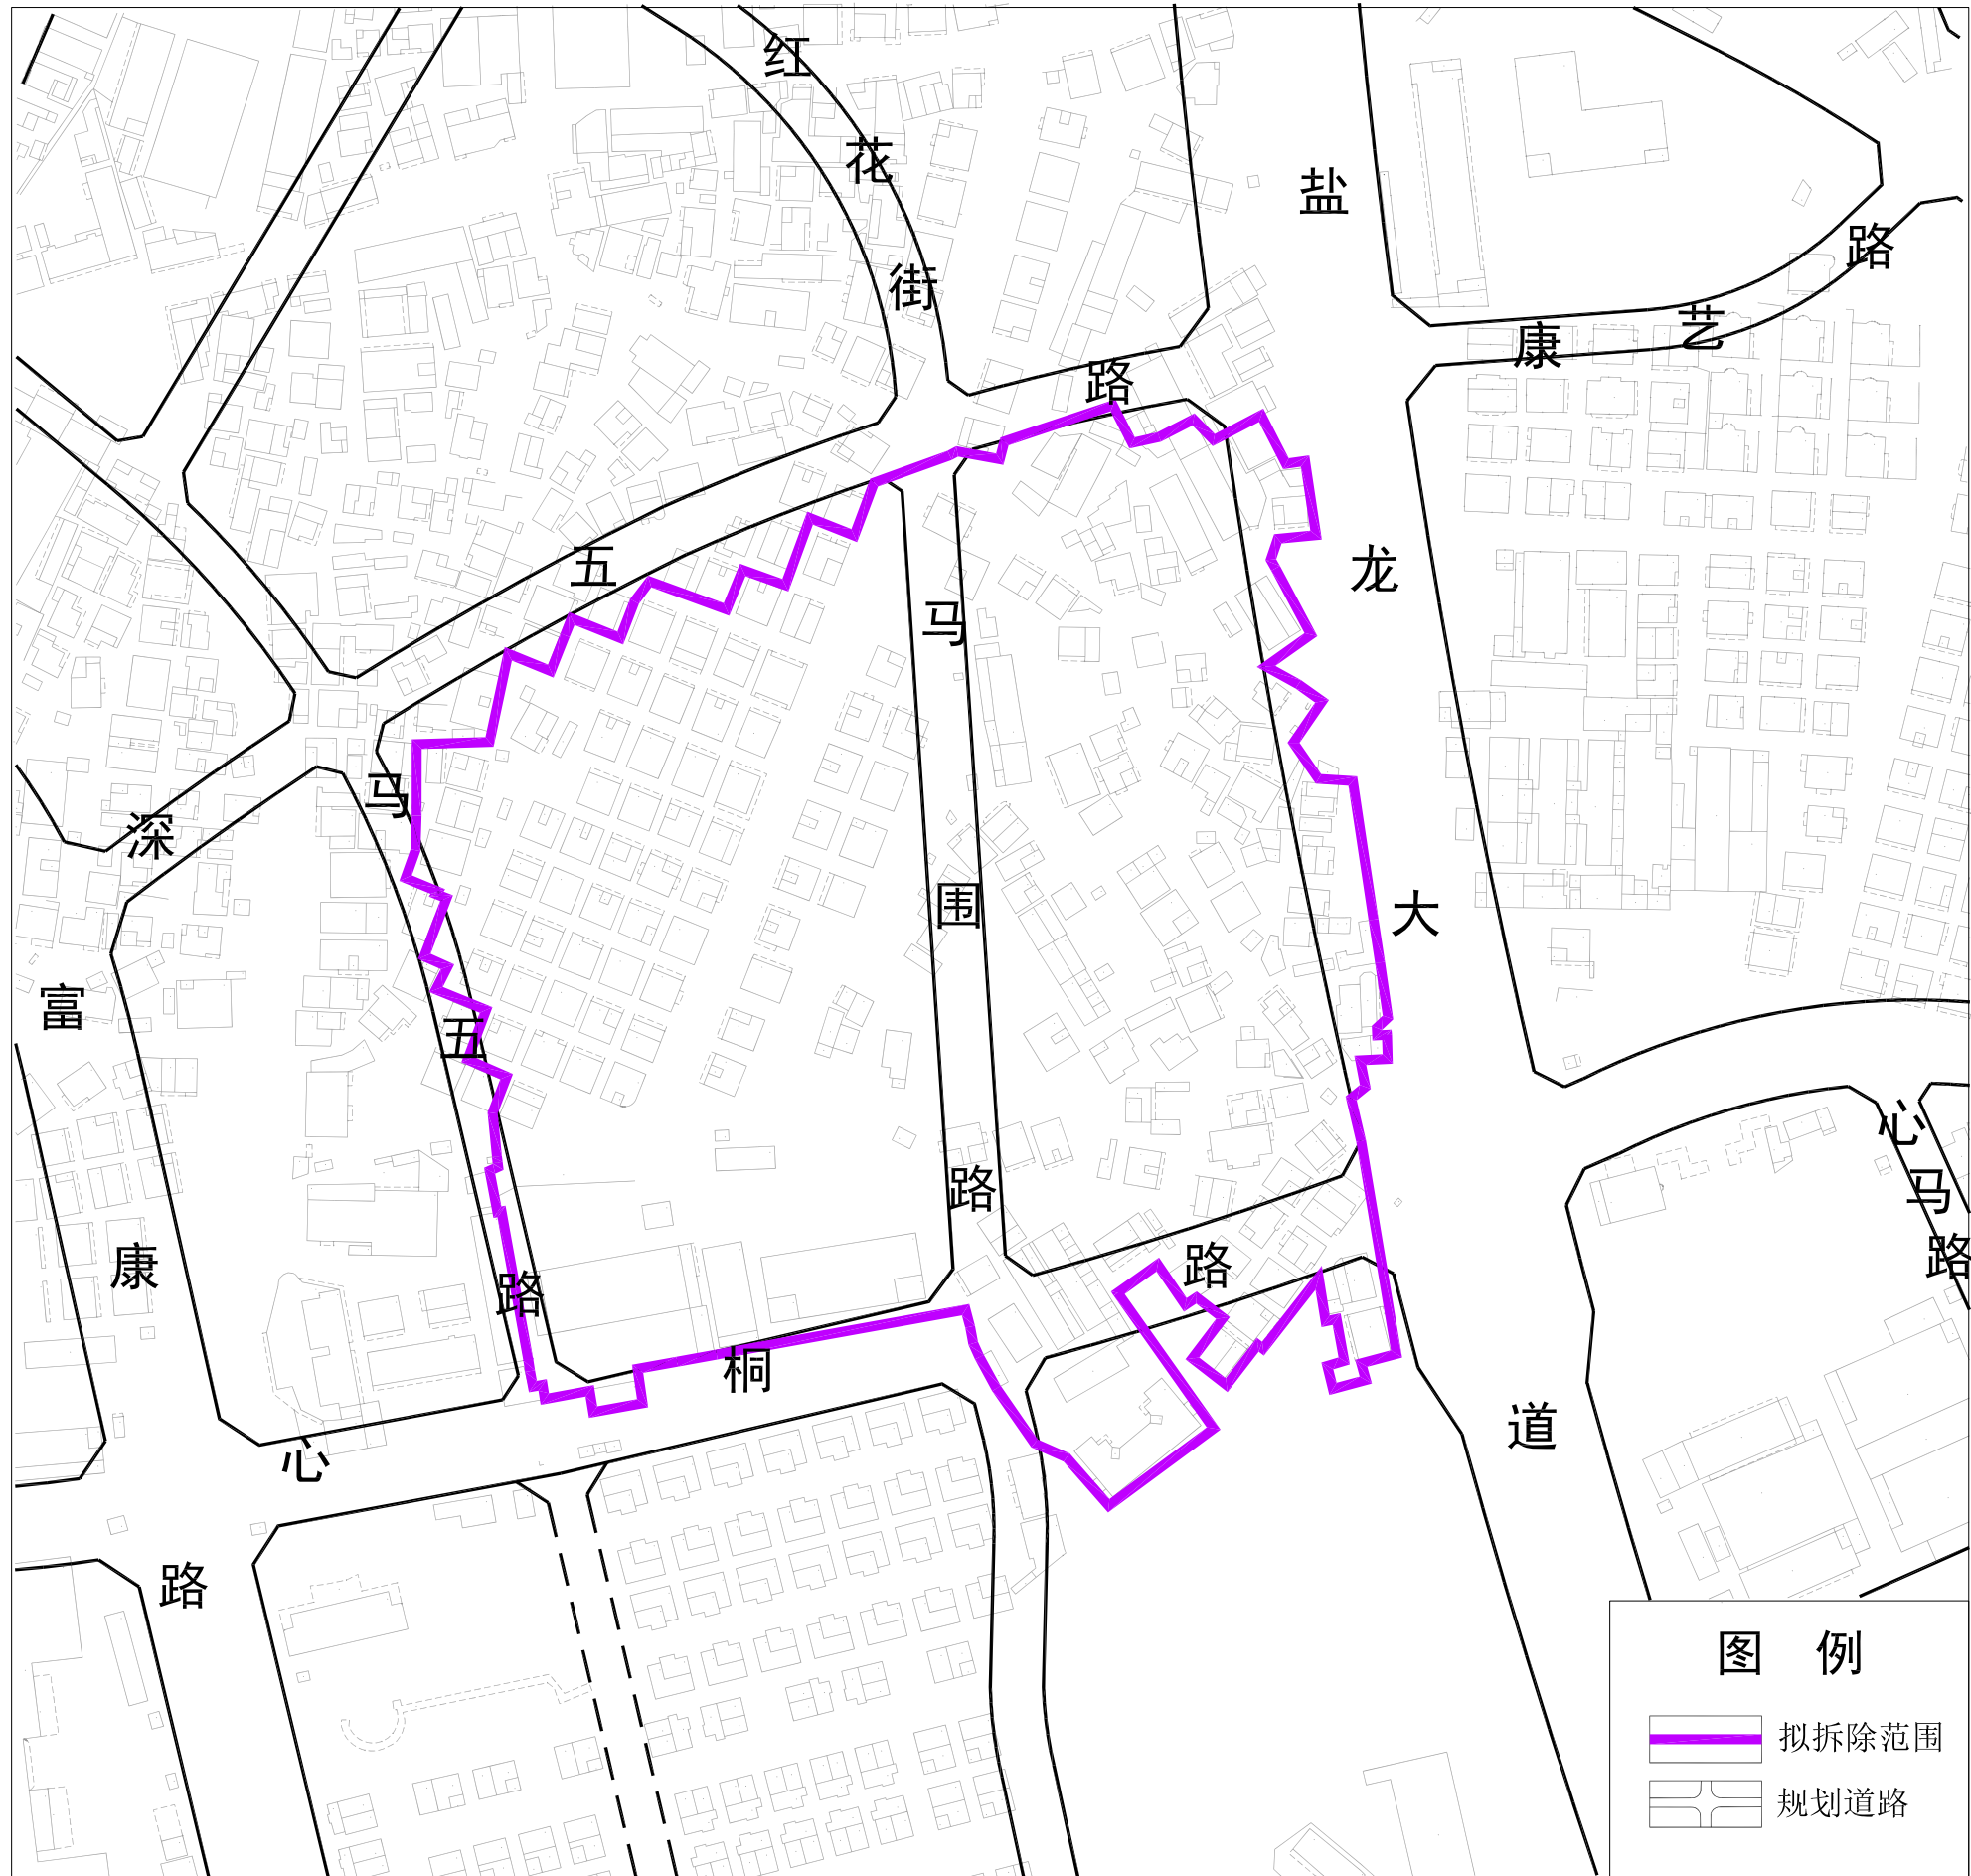 红花街
盐龙大道
康艺路
深五路
马五路
马围路
富康路
心桐路
心马路
图 例
拟拆除范围
规划道路